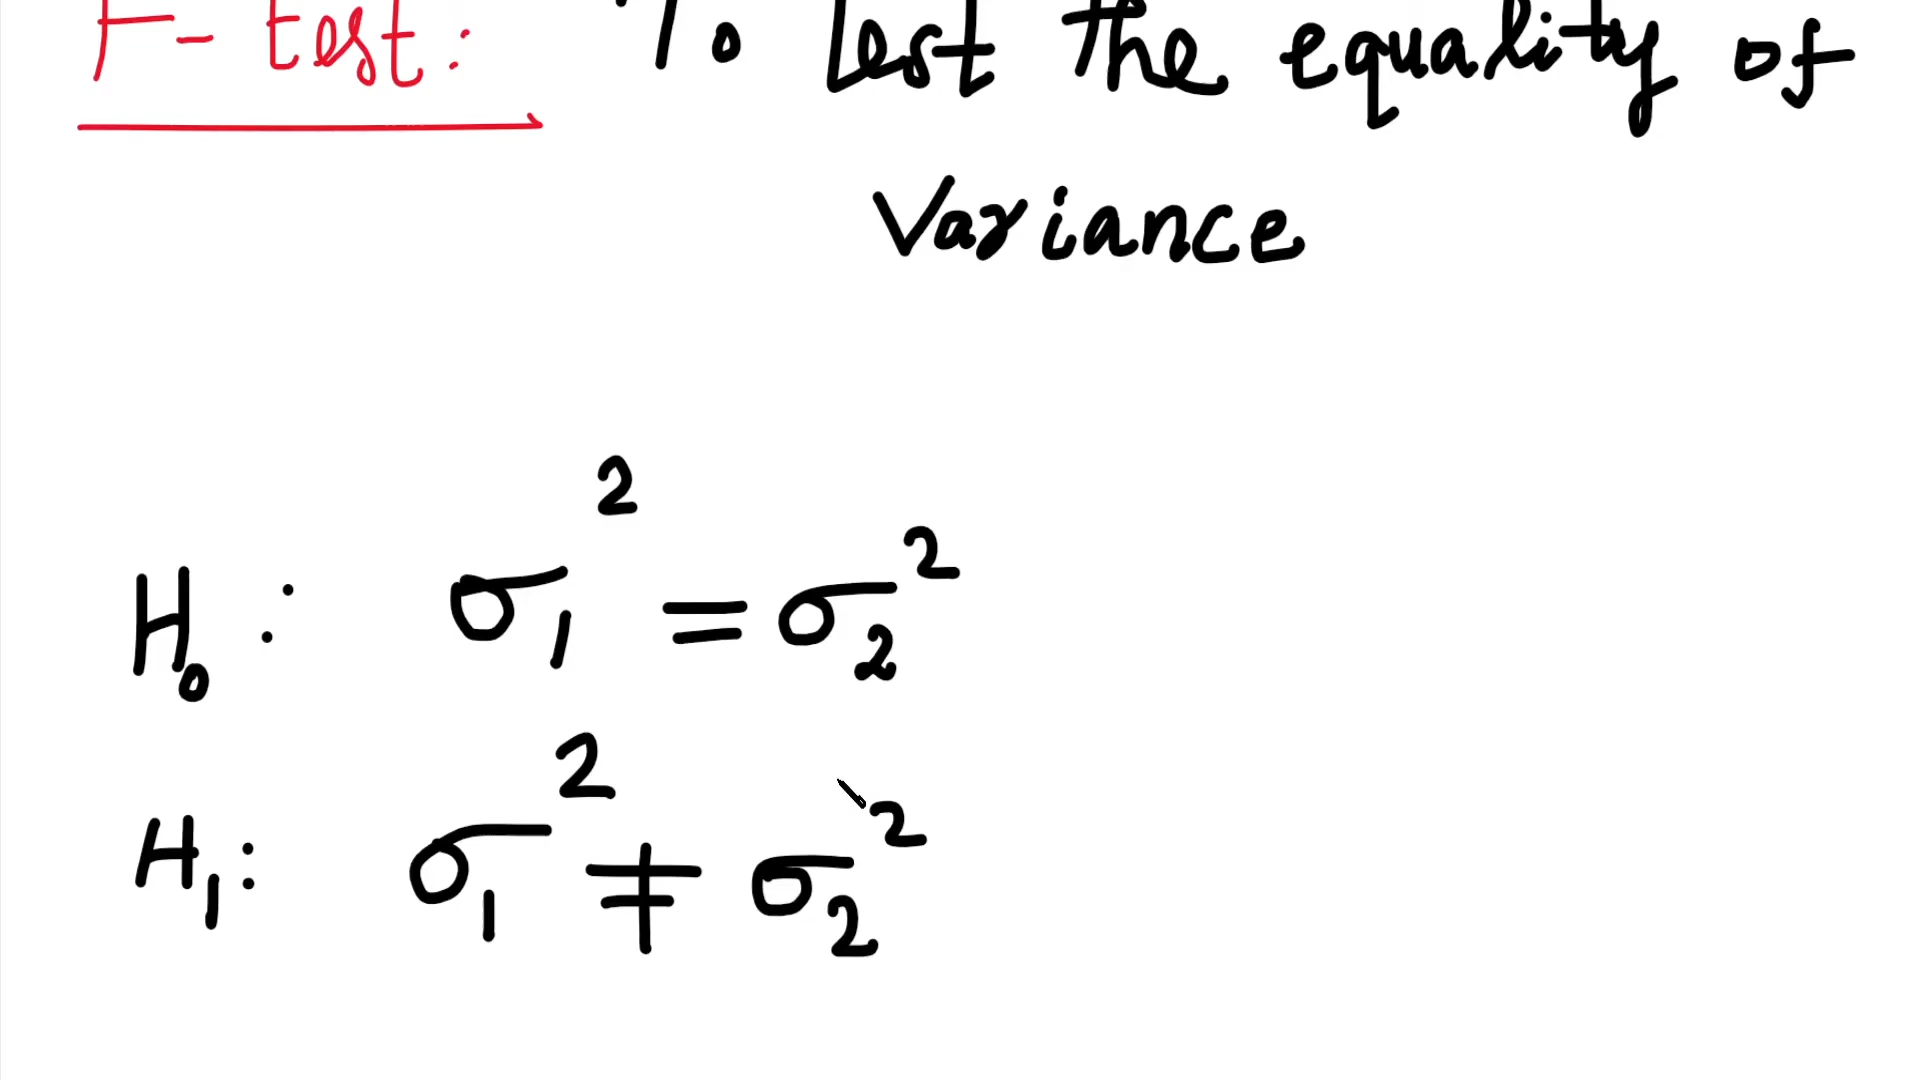 F-test: To test the equality of
Variance
H₀ : σ₁² = σ₂²
H₁ : σ₁² ≠ σ₂²